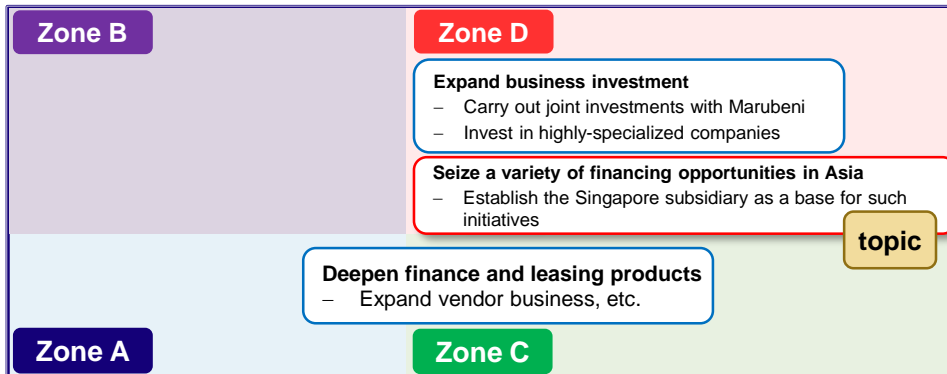 Zone B
Zone D
Expand business investment
– Carry out joint investments with Marubeni
– Invest in highly-specialized companies
Seize a variety of financing opportunities in Asia
– Establish the Singapore subsidiary as a base for such
initiatives
topic
Deepen finance and leasing products
– Expand vendor business, etc.
Zone A
Zone C